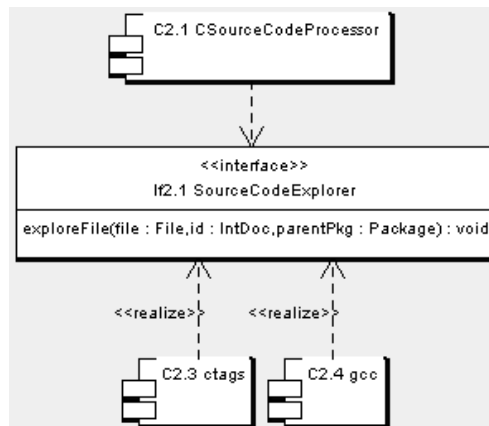 C2.1 CSourceCodeProcessor
<<interface>>
If2.1 SourceCodeExplorer
exploreFile(file : File,id : IntDoc,parentPkg : Package) : void
<<realize>> <<realize>>
C2.3 ctags C2.4 gcc